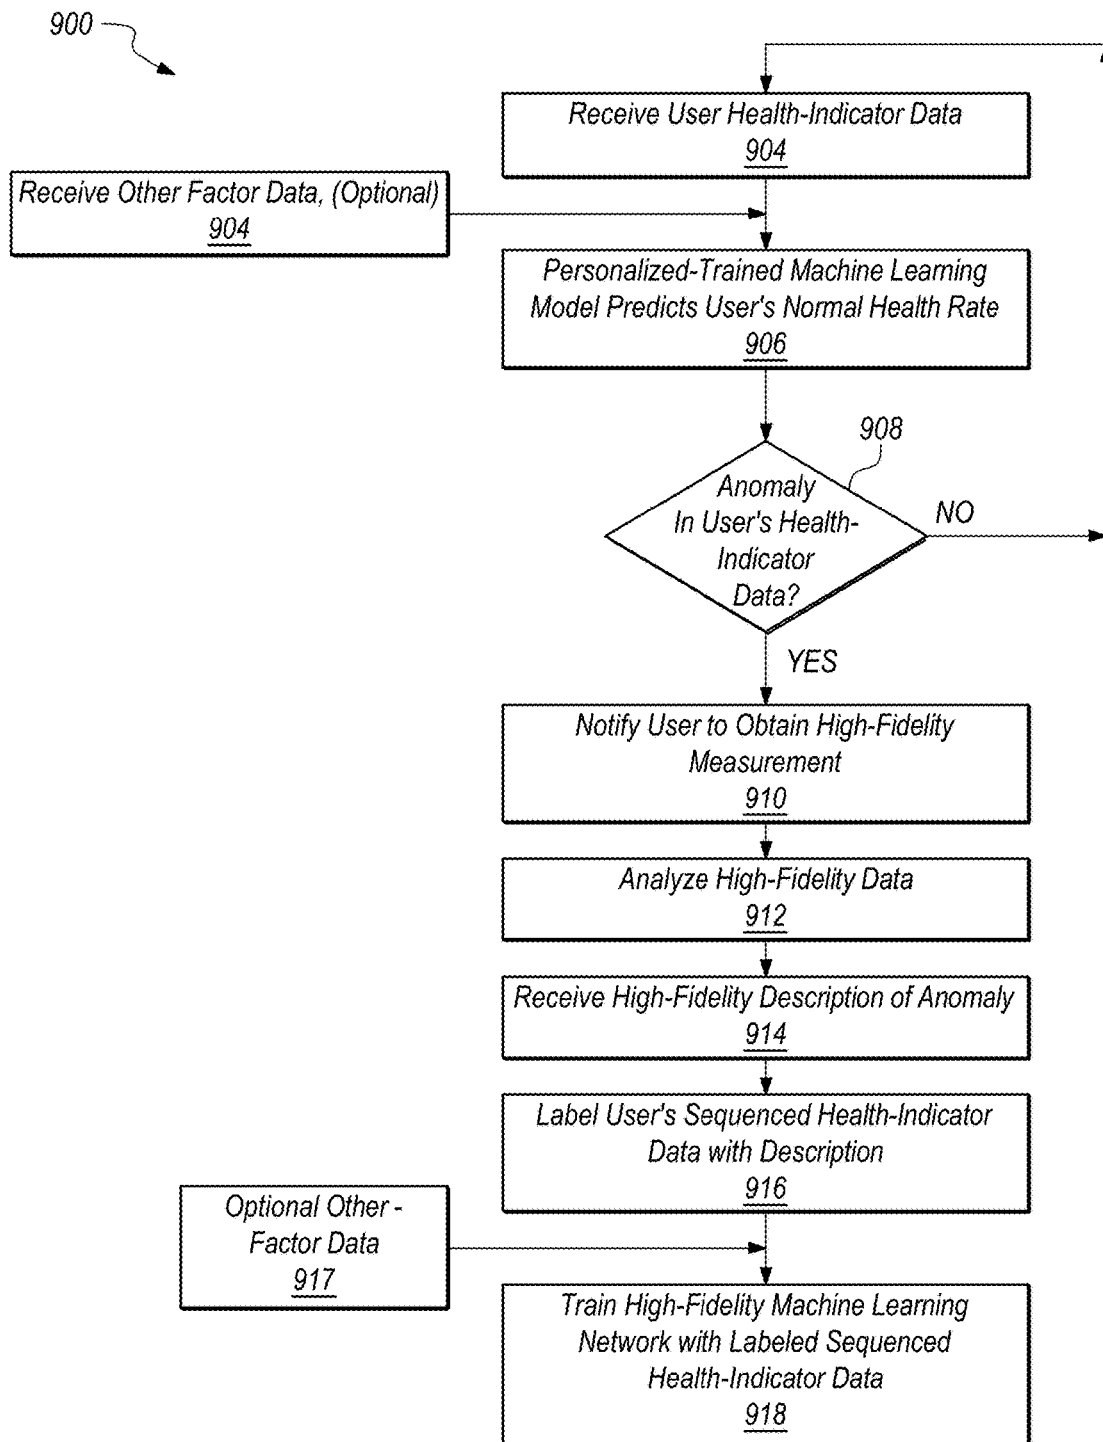 900
Receive User Health-Indicator Data
904
Receive Other Factor Data, (Optional)
904
Personalized-Trained Machine Learning
Model Predicts User's Normal Health Rate
906
908
Anomaly
In User's Health-
Indicator
Data?
NO
YES
Notify User to Obtain High-Fidelity
Measurement
910
Analyze High-Fidelity Data
912
Receive High-Fidelity Description of Anomaly
914
Label User's Sequenced Health-Indicator
Data with Description
916
Optional Other -
Factor Data
917
Train High-Fidelity Machine Learning
Network with Labeled Sequenced
Health-Indicator Data
918